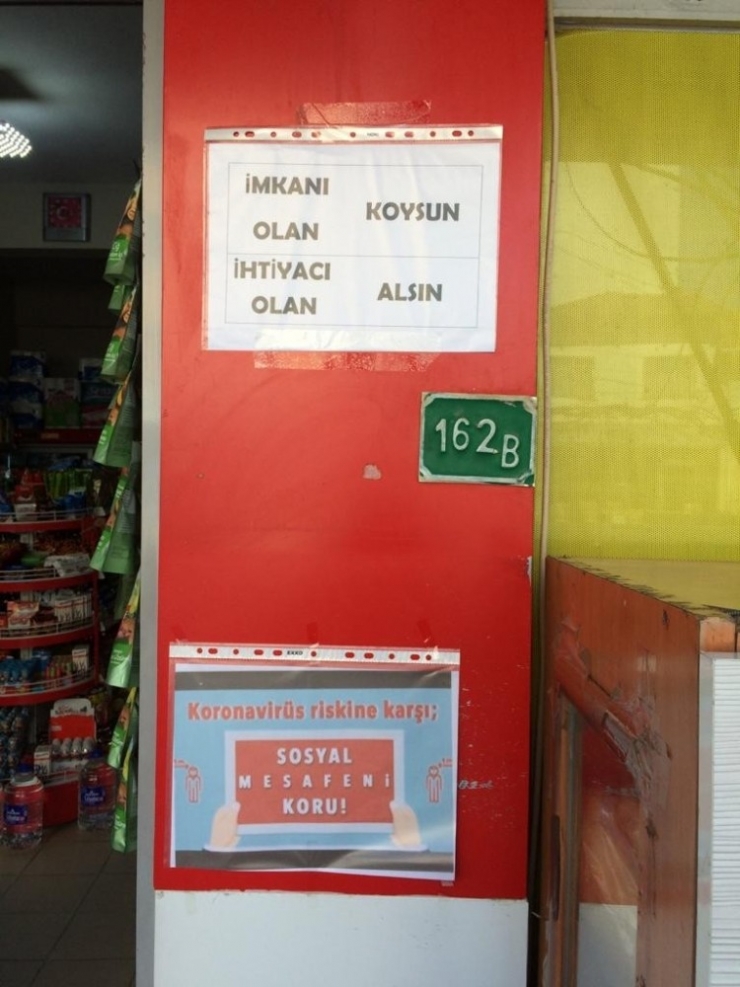 İMKANI
OLAN
KOYSUN
İHTİYACI
OLAN
ALSIN
162B
Koronavirüs riskine karşı;
SOSYAL
MESAFENİ
KORU!